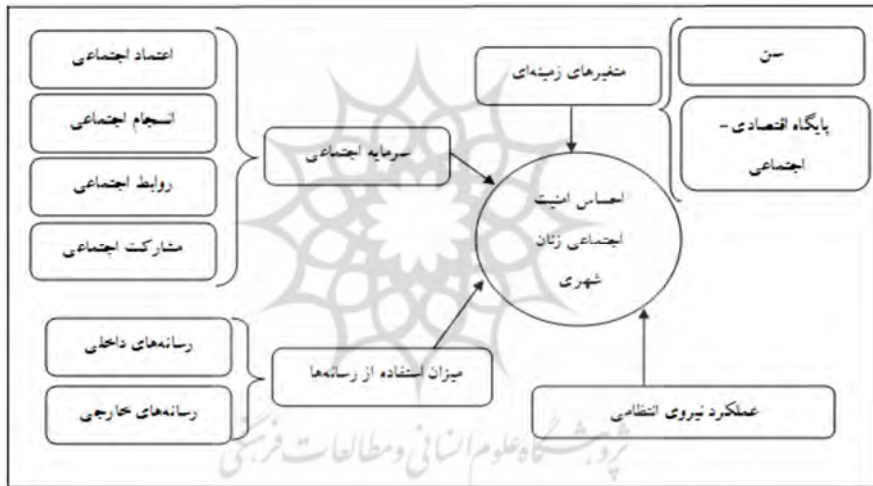 سن
پایگاه اقتصادی-
اجتماعی
متغیرهای زمینه‌ای
احساس امنیت
اجتماعی زنان
شهری
سرمایه اجتماعی
اعتماد اجتماعی
انسجام اجتماعی
روابط اجتماعی
مشارکت اجتماعی
میزان استفاده از رسانه‌ها
رسانه‌های داخلی
رسانه‌های خارجی
عملکرد نیروی انتظامی
پژوهشگاه علوم انسانی و مطالعات فرهنگی